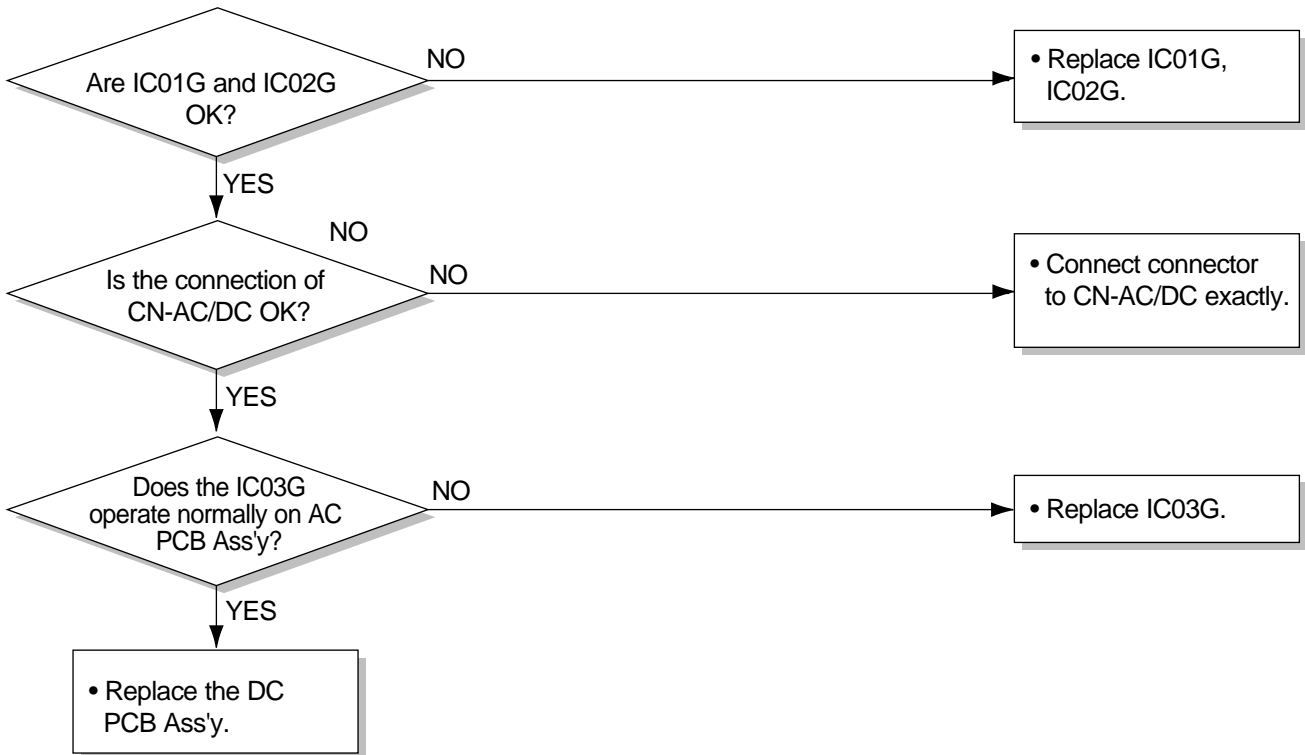 NO
Are IC01G and IC02G
OK?
• Replace IC01G,
IC02G.
YES
NO
Is the connection of
CN-AC/DC OK?
NO
• Connect connector
to CN-AC/DC exactly.
YES
Does the IC03G
operate normally on AC
PCB Ass'y?
NO
• Replace IC03G.
YES
• Replace the DC
PCB Ass'y.